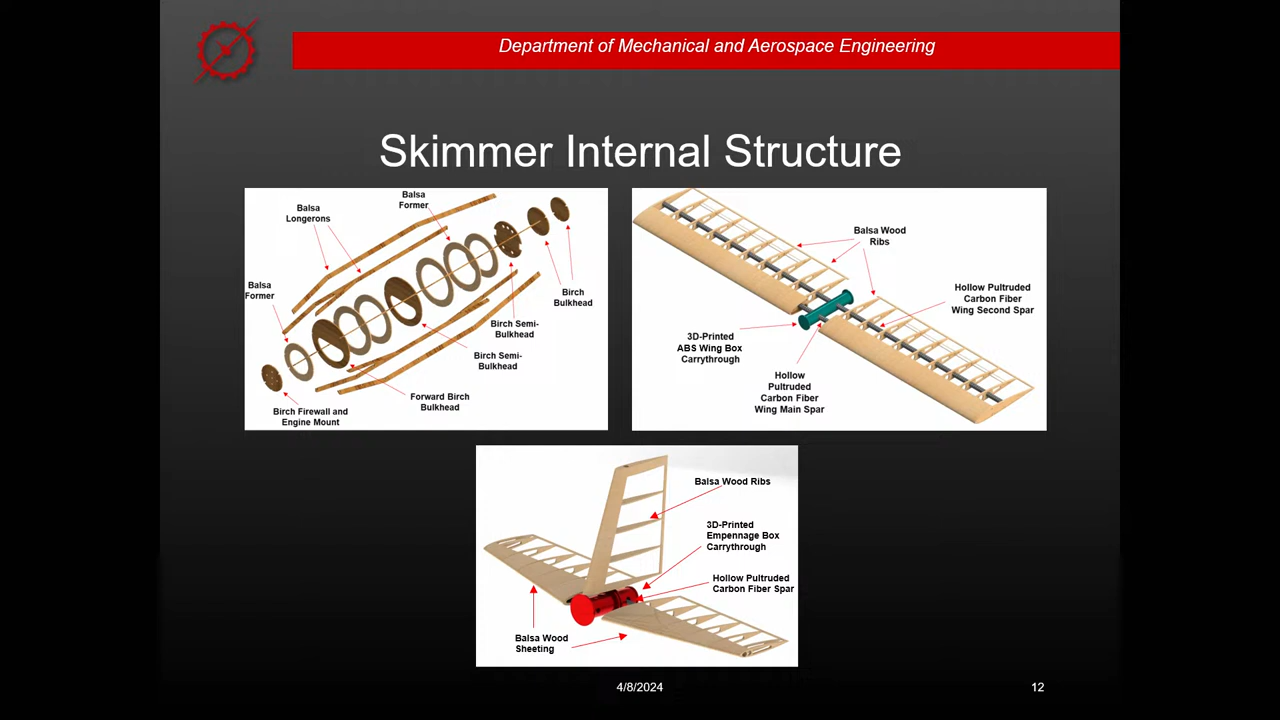 Department of Mechanical and Aerospace Engineering
Skimmer Internal Structure
Balsa
Former
Balsa
Longerons
Balsa
Former
Birch
Bulkhead
Birch Semi-
Bulkhead
Birch Semi-
Bulkhead
Forward Birch
Bulkhead
Birch Firewall and
Engine Mount
Balsa Wood
Ribs
Hollow Pultruded
Carbon Fiber
Wing Second Spar
3D-Printed
ABS Wing Box
Carrythrough
Hollow
Pultruded
Carbon Fiber
Wing Main Spar
Balsa Wood Ribs
3D-Printed
Empennage Box
Carrythrough
Hollow Pultruded
Carbon Fiber Spar
Balsa Wood
Sheeting
4/8/2024
12